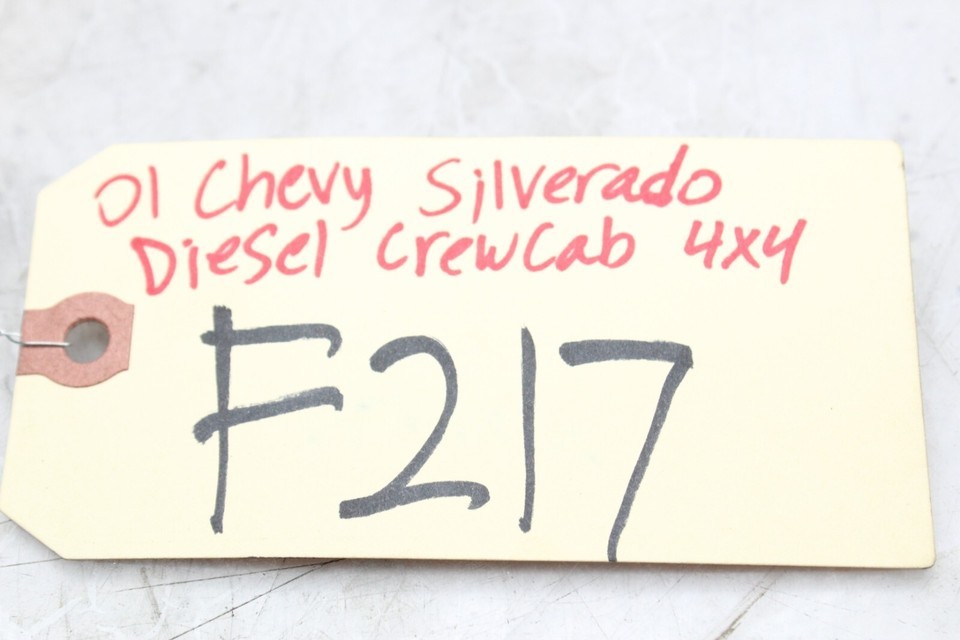 01 Chevy Silverado
Diesel CrewCab 4x4
F217